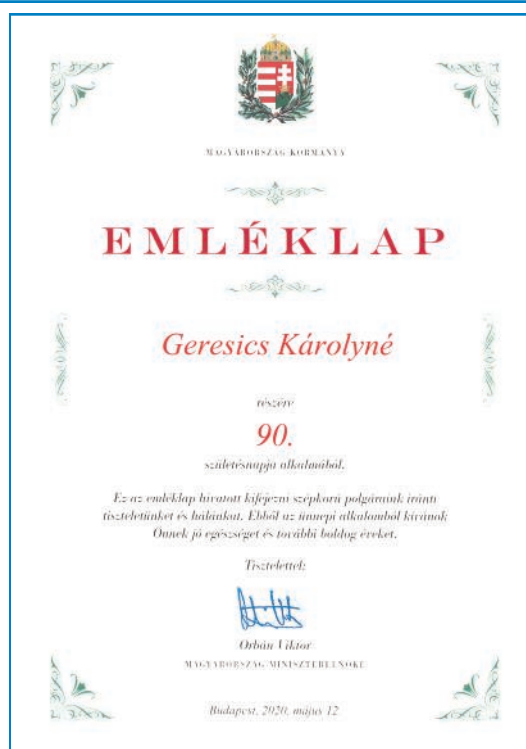 MAGYARORSZÁG KORMÁNYA
EMLÉKLAP
Geresics Károlyné
részére
90.
születésnapja alkalmából.
Ez az emléklap hivatott kifejezni szépkorú polgáraink iránti
tiszteletünket és hálánkat. Ebből az ünnepi alkalomból kívánok
Önnek jó egészséget és további boldog éveket.
Tisztelettel:
Orbán Viktor
MAGYARORSZÁG MINISZTERELNÖKE
Budapest, 2020. május 12